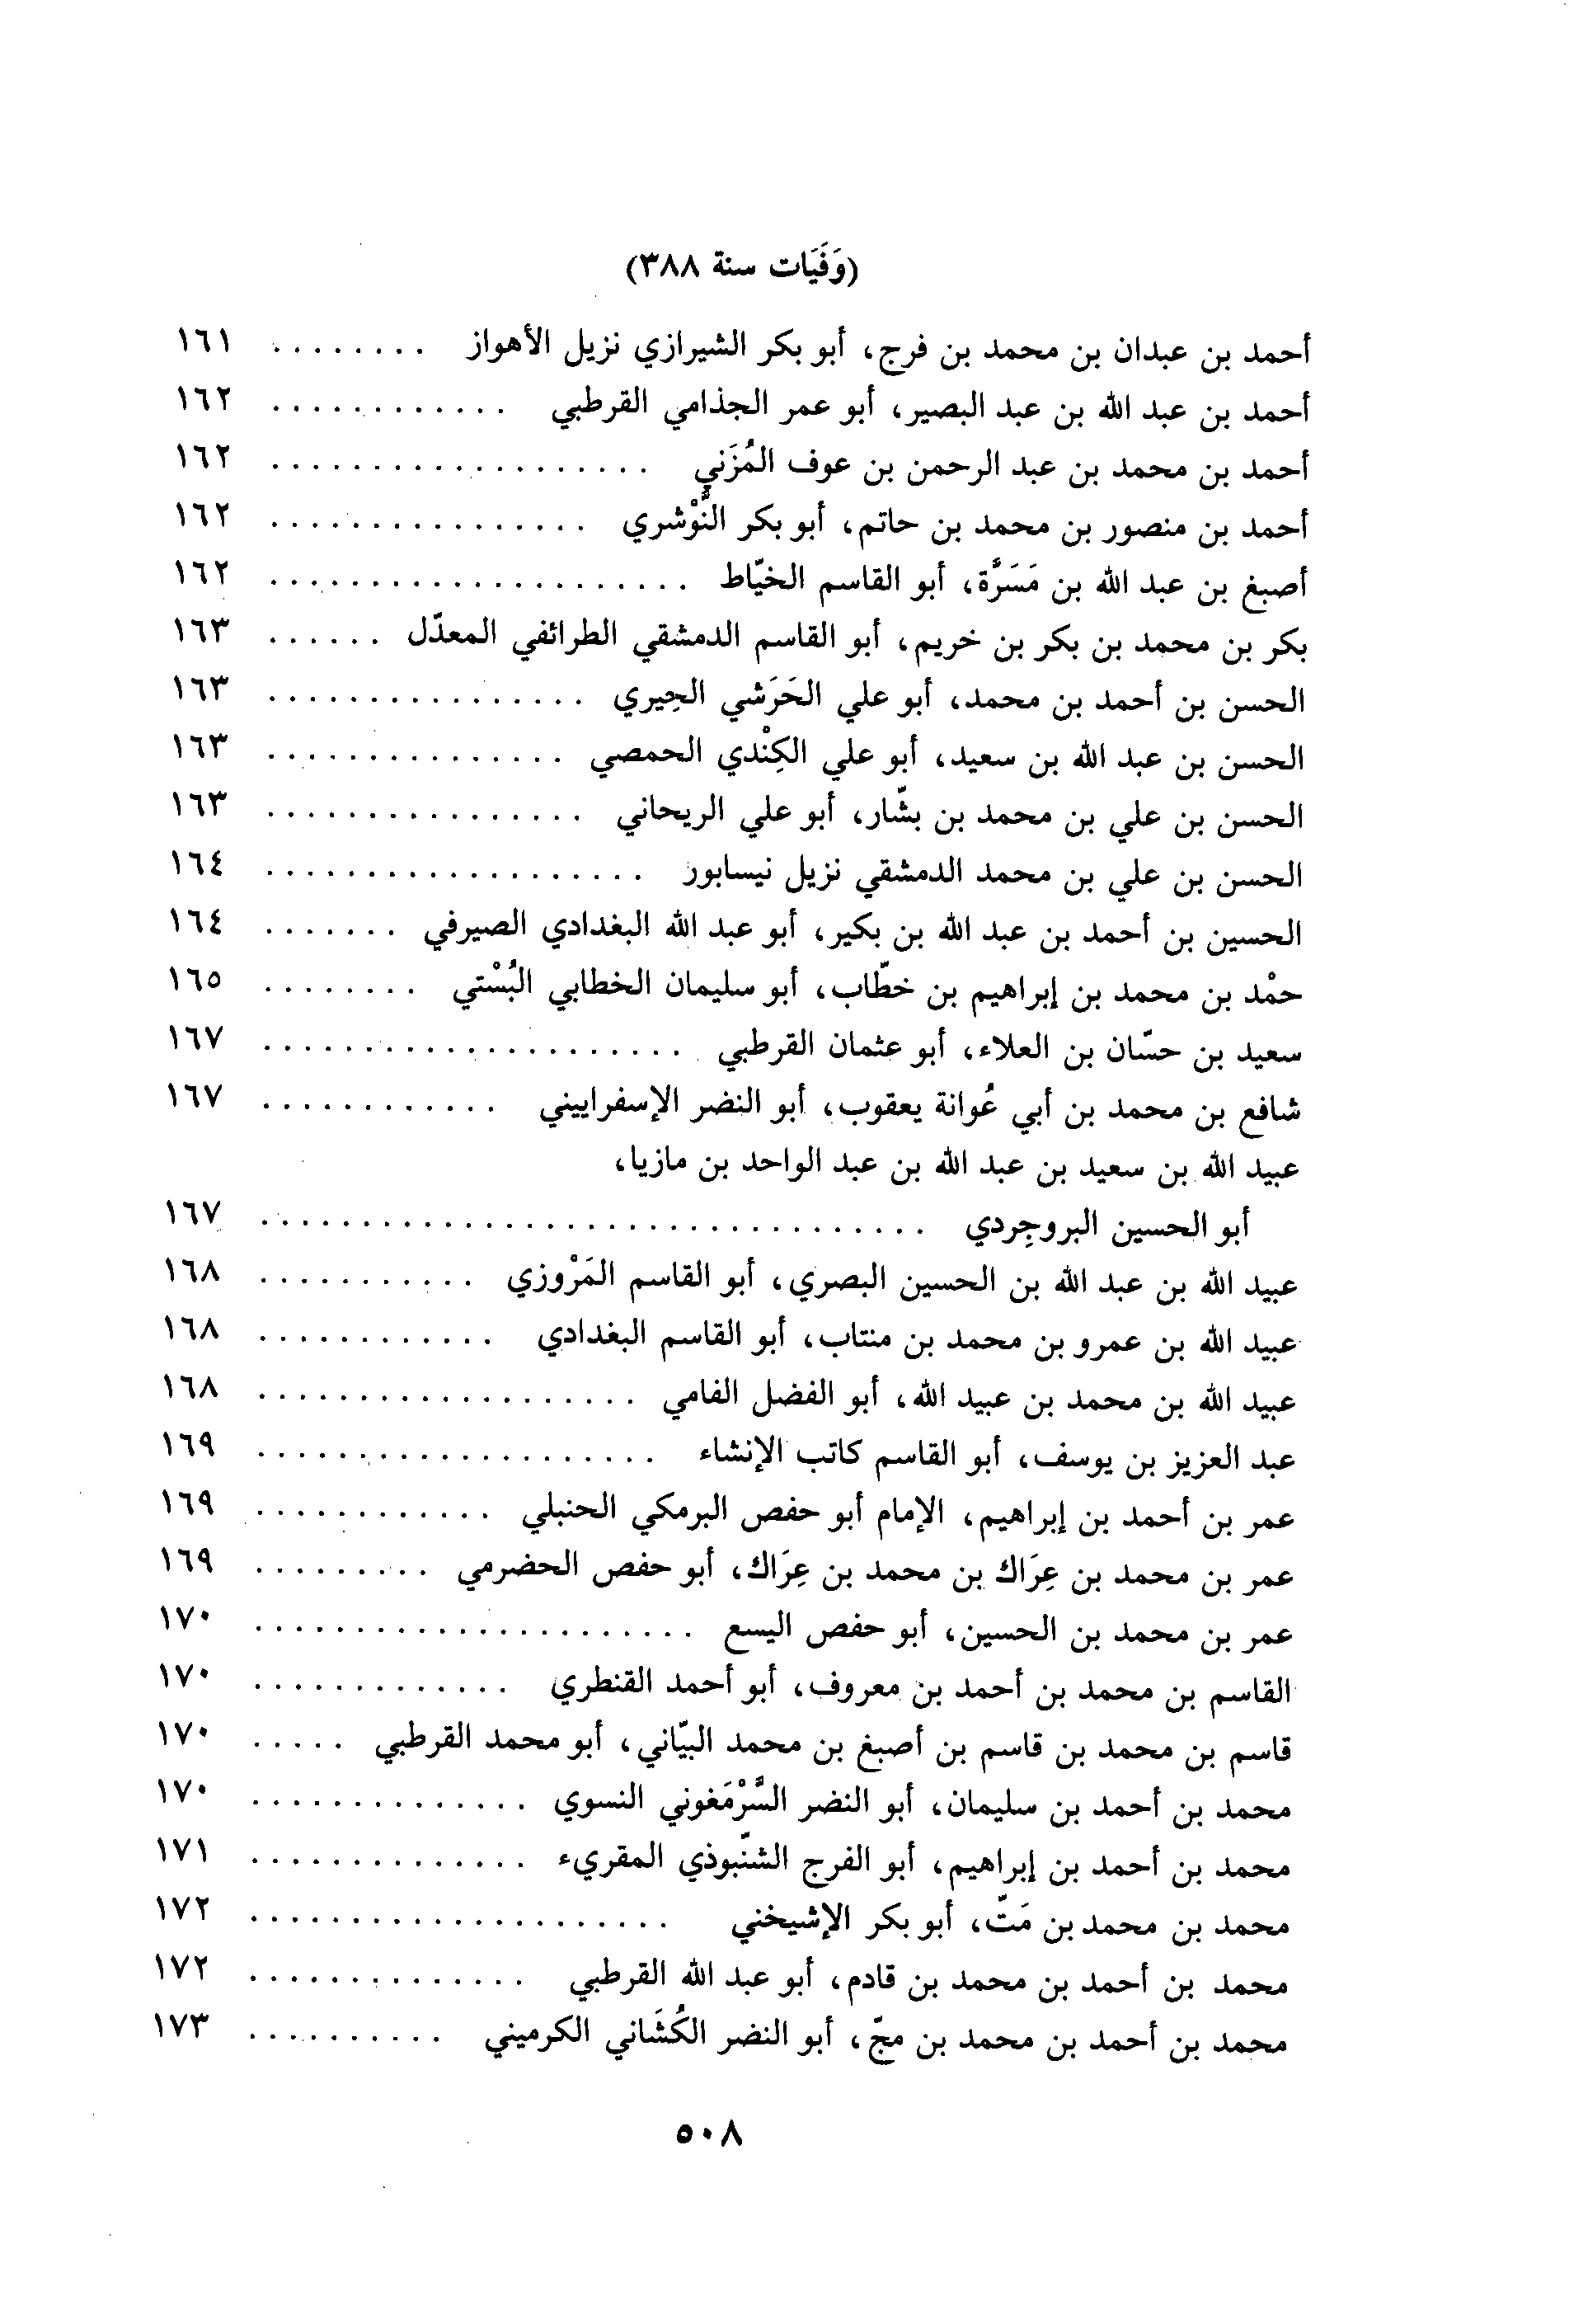 (وَفَيَات سنة ٣٨٨)
أحمد بن عبدان بن محمد بن فرج، أبو بكر الشيرازي نزيل الأهواز ........ ١٦١
أحمد بن عبد الله بن عبد البصير، أبو عمر الجذامي القرطبي ............ ١٦٢
أحمد بن محمد بن عبد الرحمن بن عوف المُزَني ................... ١٦٢
أحمد بن منصور بن محمد بن حاتم، أبو بكر النُّوْشري ................ ١٦٢
أصبغ بن عبد الله بن مَسَرَّة، أبو القاسم الخيّاط ..................... ١٦٢
بكر بن محمد بن بكر بن خريم، أبو القاسم الدمشقي الطرائفي المعدّل ...... ١٦٣
الحسن بن أحمد بن محمد، أبو علي الحَرَشي الحِيري ................ ١٦٣
الحسن بن عبد الله بن سعيد، أبو علي الكِنْدي الحمصي ............... ١٦٣
الحسن بن علي بن محمد بن بشّار، أبو علي الريحاني ................ ١٦٣
الحسن بن علي بن محمد الدمشقي نزيل نيسابور ................... ١٦٤
الحسين بن أحمد بن عبد الله بن بكير، أبو عبد الله البغدادي الصيرفي ....... ١٦٤
حمْد بن محمد بن إبراهيم بن خطّاب، أبو سليمان الخطابي البُسْتي ........ ١٦٥
سعيد بن حسّان بن العلاء، أبو عثمان القرطبي ..................... ١٦٧
شافع بن محمد بن أبي عُوانة يعقوب، أبو النضر الإسفراييني ............ ١٦٧
عبيد الله بن سعيد بن عبد الله بن عبد الواحد بن مازيا،
أبو الحسين البروجِردي ................................. ١٦٧
عبيد الله بن عبد الله بن الحسين البصري، أبو القاسم المَرْوزي ........... ١٦٨
عبيد الله بن عمرو بن محمد بن منتاب، أبو القاسم البغدادي ............ ١٦٨
عبيد الله بن محمد بن عبيد الله، أبو الفضل الفامي ................... ١٦٨
عبد العزيز بن يوسف، أبو القاسم كاتب الإنشاء .................... ١٦٩
عمر بن أحمد بن إبراهيم، الإمام أبو حفص البرمكي الحنبلي ............ ١٦٩
عمر بن محمد بن عِرَاك بن محمد بن عِرَاك، أبو حفص الحضرمي ......... ١٦٩
عمر بن محمد بن الحسين، أبو حفص اليسع ...................... ١٧٠
القاسم بن محمد بن أحمد بن معروف، أبو أحمد القنطري ............. ١٧٠
قاسم بن محمد بن قاسم بن أصبغ بن محمد البيّاني، أبو محمد القرطبي ..... ١٧٠
محمد بن أحمد بن سليمان، أبو النضر السَّرْمَغوني النسوي .............. ١٧٠
محمد بن أحمد بن إبراهيم، أبو الفرج الشنّبوذي المقريء .............. ١٧١
محمد بن محمد بن مَتّ، أبو بكر الإشيخني ..................... ١٧٢
محمد بن أحمد بن محمد بن قادم، أبو عبد الله القرطبي .............. ١٧٢
محمد بن أحمد بن محمد بن مجّ، أبو النضر الكُشَاني الكرميني .......... ١٧٣
٥٠٨